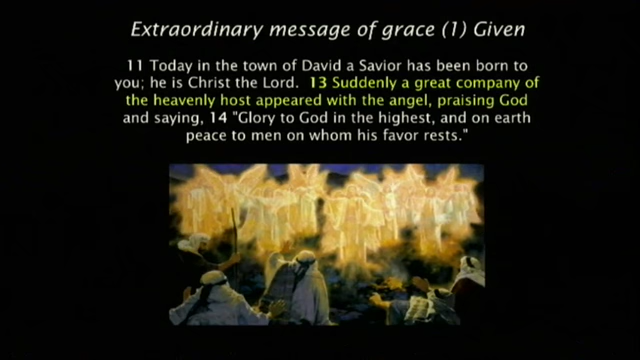 Extraordinary message of grace (1) Given
11 Today in the town of David a Savior has been born to
you; he is Christ the Lord.  13 Suddenly a great company of
the heavenly host appeared with the angel, praising God
and saying, 14 "Glory to God in the highest, and on earth
peace to men on whom his favor rests."